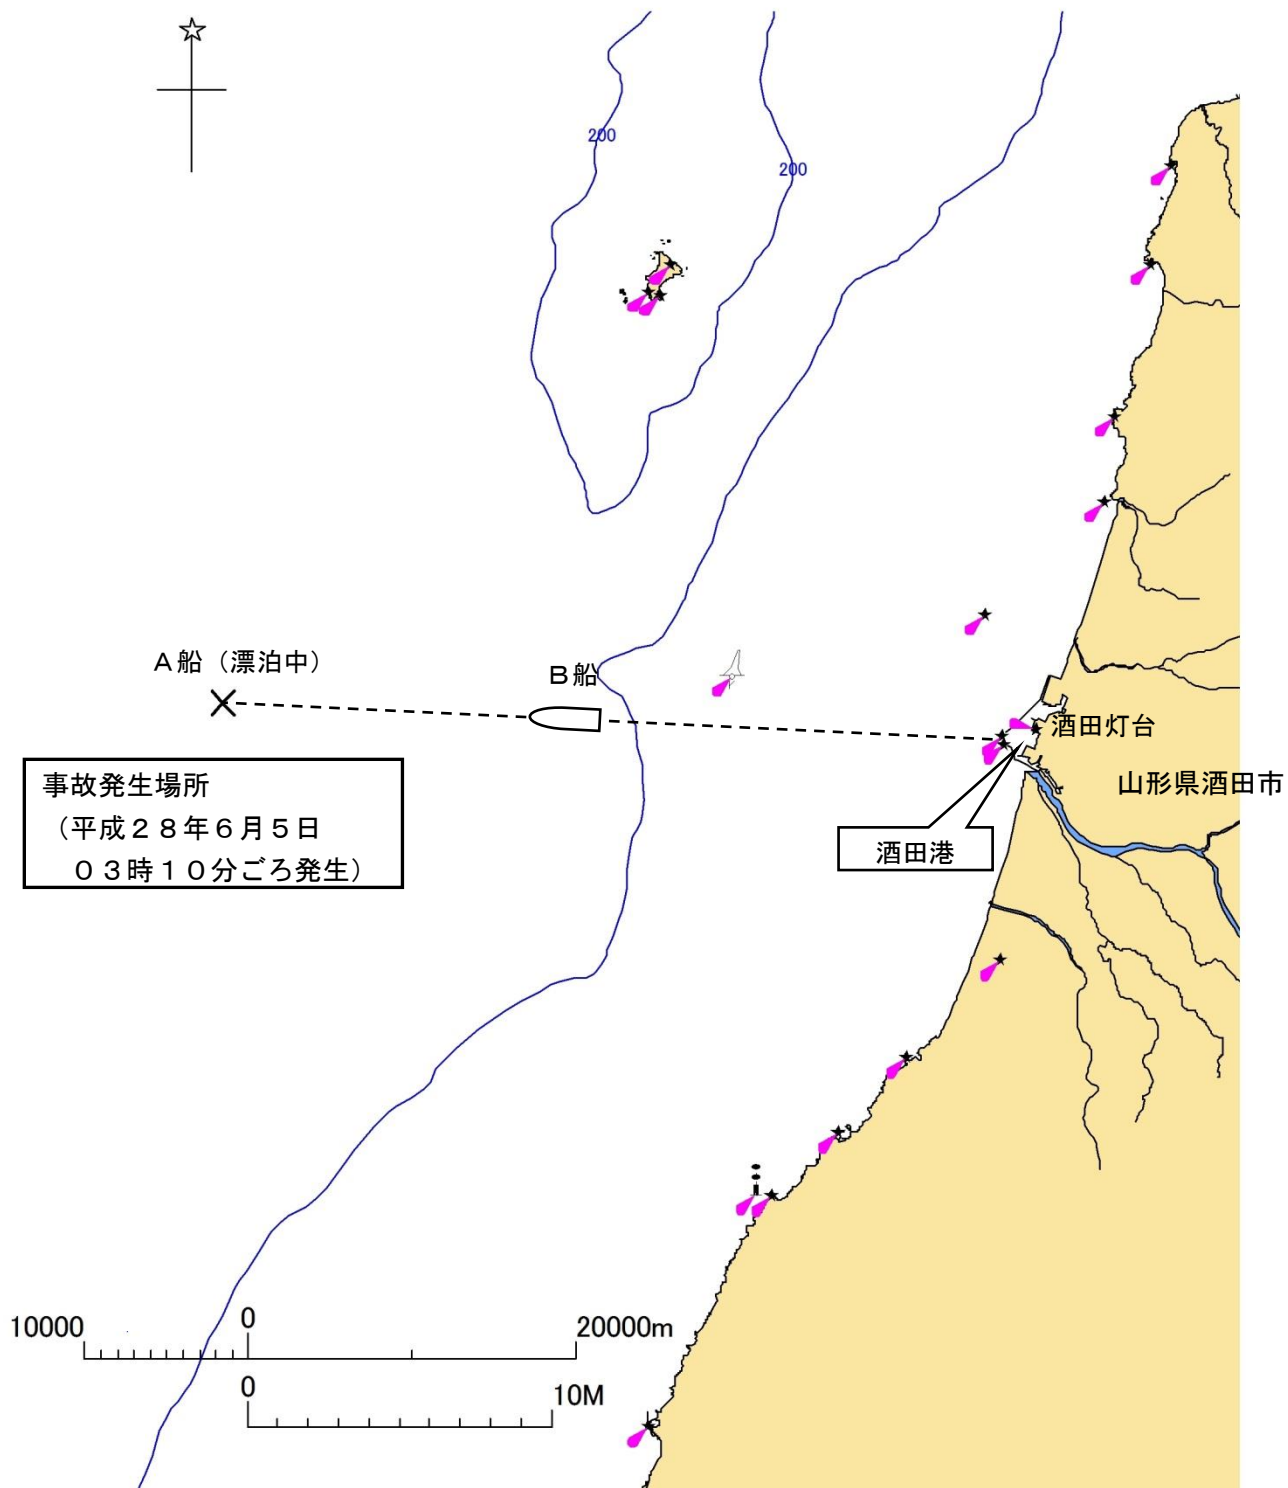 200
200
A船（漂泊中）
B船
酒田灯台
事故発生場所
（平成２８年６月５日
０３時１０分ごろ発生）
山形県酒田市
酒田港
10000
0
20000m
0
10M